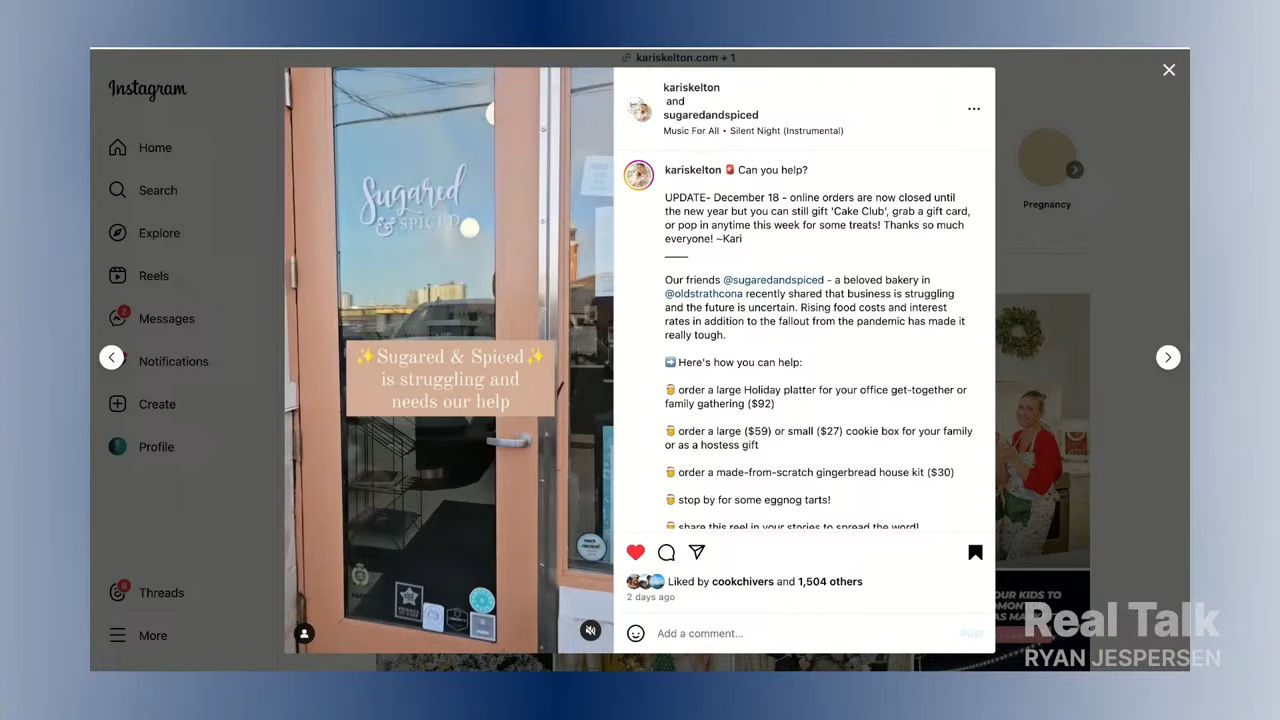 kariskelton.com + 1
Instagram
Home
Search
Explore
Reels
2
Messages
Notifications
Create
Profile
6
Threads
More
Sugared
& SPICED
✨Sugared & Spiced✨
is struggling and
needs our help
kariskelton
and
sugaredandspiced
Music For All • Silent Night (Instrumental)
kariskelton 🚨 Can you help?
UPDATE- December 18 - online orders are now closed until
the new year but you can still gift 'Cake Club', grab a gift card,
or pop in anytime this week for some treats! Thanks so much
everyone! ~Kari
Our friends @sugaredandspiced - a beloved bakery in
@oldstrathcona recently shared that business is struggling
and the future is uncertain. Rising food costs and interest
rates in addition to the fallout from the pandemic has made it
really tough.
➡️ Here's how you can help:
order a large Holiday platter for your office get-together or
family gathering ($92)
order a large ($59) or small ($27) cookie box for your family
or as a hostess gift
order a made-from-scratch gingerbread house kit ($30)
stop by for some eggnog tarts!
share this reel in your stories to spread the word!
Liked by cookchivers and 1,504 others
2 days ago
Add a comment...
Post
Pregnancy
OUR KIDS TO
Real Talk
RYAN JESPERSEN